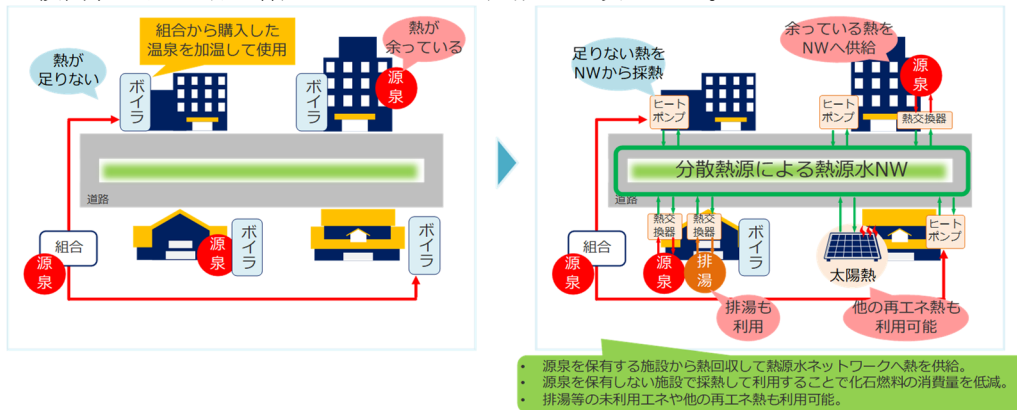 組合から購入した
温泉を加温して使用
熱が
足りない
熱が
余っている
ボイラ
ボイラ
源泉
道路
組合
源泉
源泉
ボイラ
ボイラ
余っている熱を
NWへ供給
足りない熱を
NWから採熱
源泉
ヒート
ポンプ
ヒート
ポンプ
熱交換器
分散熱源による熱源水NW
道路
熱交
換器
熱交
換器
ボイラ
ヒート
ポンプ
組合
源泉
源泉
排湯
太陽熱
排湯も
利用
他の再エネ熱も
利用可能
• 源泉を保有する施設から熱回収して熱源水ネットワークへ熱を供給。
• 源泉を保有しない施設で採熱して利用することで化石燃料の消費量を低減。
• 排湯等の未利用エネや他の再エネ熱も利用可能。